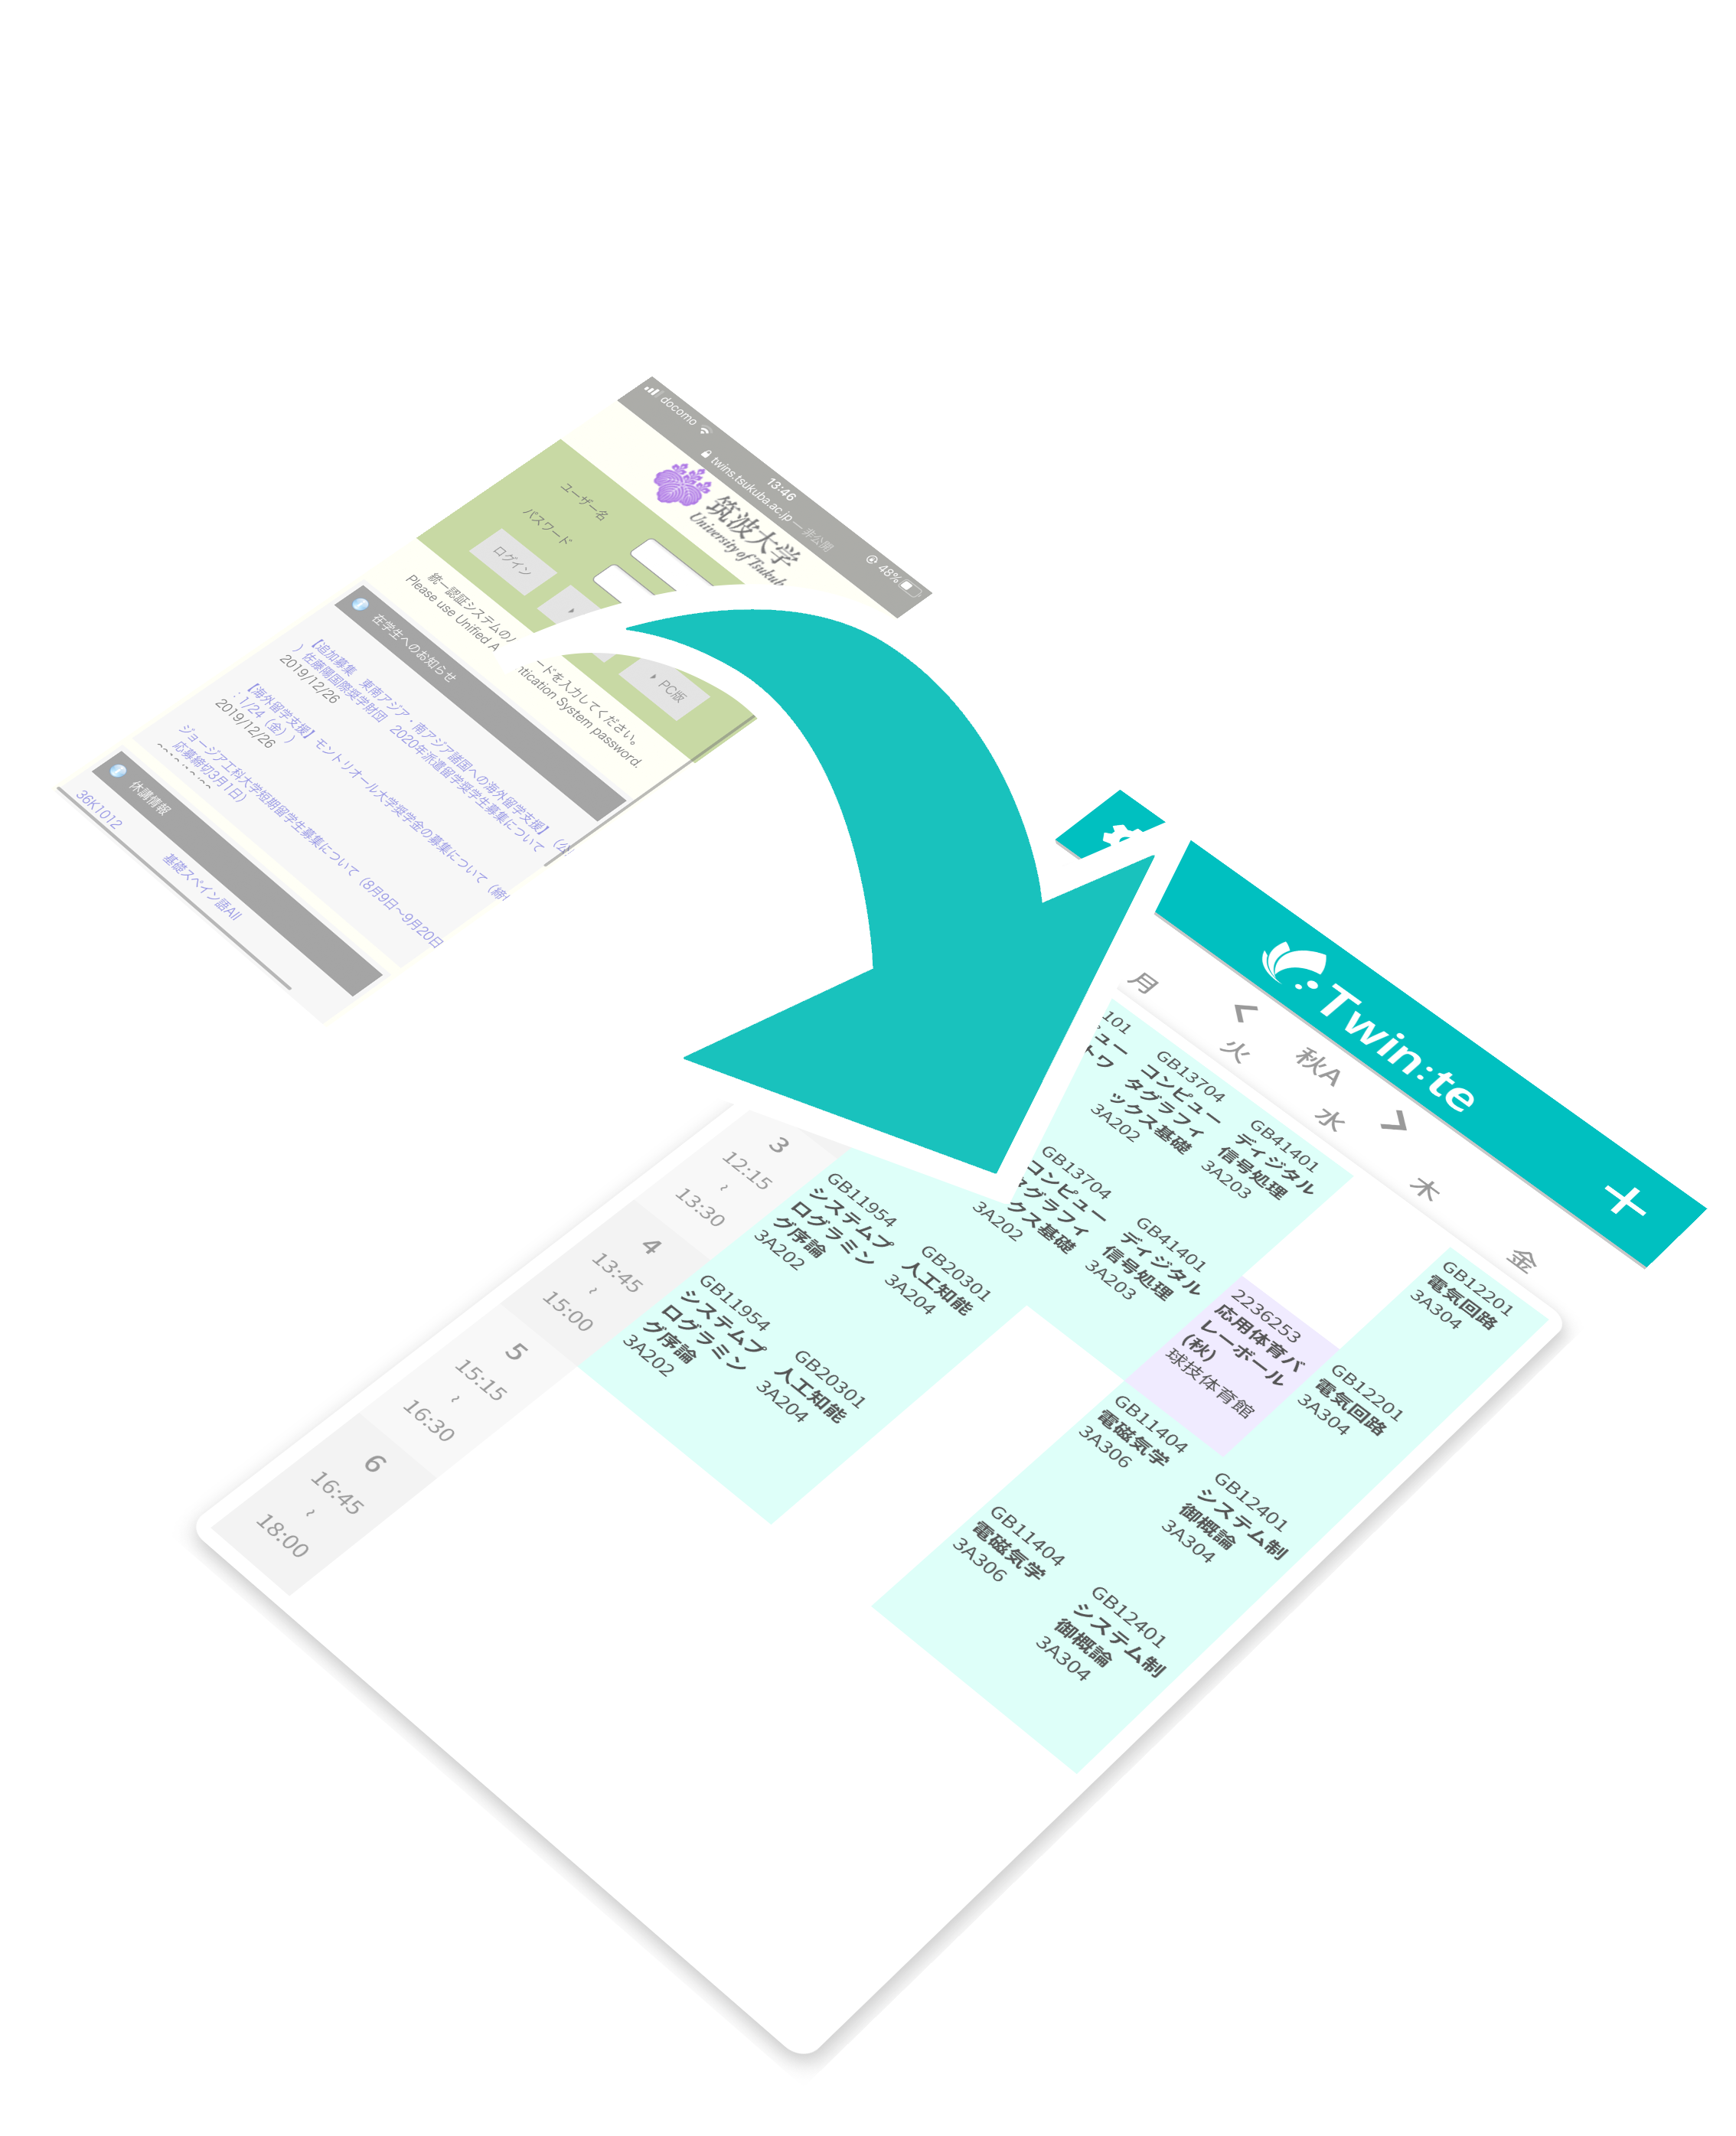 docomo
13:46
48%
twins.tsukuba.ac.jp — 非公開
筑波大学
University of Tsukub
ユーザー名
パスワード
ログイン
PC版
統一認証システムの
ードを入力してください。
Please use Unified A
ntication System password.
在学生へのお知らせ
【追加募集 東南アジア・南アジア諸国への海外留学支援】（公
）佐藤陽国際奨学財団 2020年派遣留学奨学生募集について
2019/12/26
【海外留学支援】モントリオール大学奨学金の募集について（締
：1/24（金））
2019/12/26
ジョージア工科大学短期留学生募集について（8月9日〜9月20日
応募締切3月1日）
休講情報
36K1012
基礎スペイン語AII
Twin:te
+
< 秋A >
月 火 水 木 金
101
ュー
トワ
GB13704
コンピュー
タグラフィ
ックス基礎
3A202
GB41401
ディジタル
信号処理
3A203
GB12201
電気回路
3A304
GB13704
コンピュー
タグラフィ
クス基礎
3A202
GB41401
ディジタル
信号処理
3A203
2236253
応用体育バ
レーボール
(秋)
球技体育館
GB12201
電気回路
3A304
3
12:15
~
13:30
GB11954
システムプ
ログラミン
グ序論
3A202
GB20301
人工知能
3A204
GB11404
電磁気学
3A306
GB12401
システム制
御概論
3A304
4
13:45
~
15:00
GB11954
システムプ
ログラミン
グ序論
3A202
GB20301
人工知能
3A204
GB11404
電磁気学
3A306
GB12401
システム制
御概論
3A304
5
15:15
~
16:30
6
16:45
~
18:00